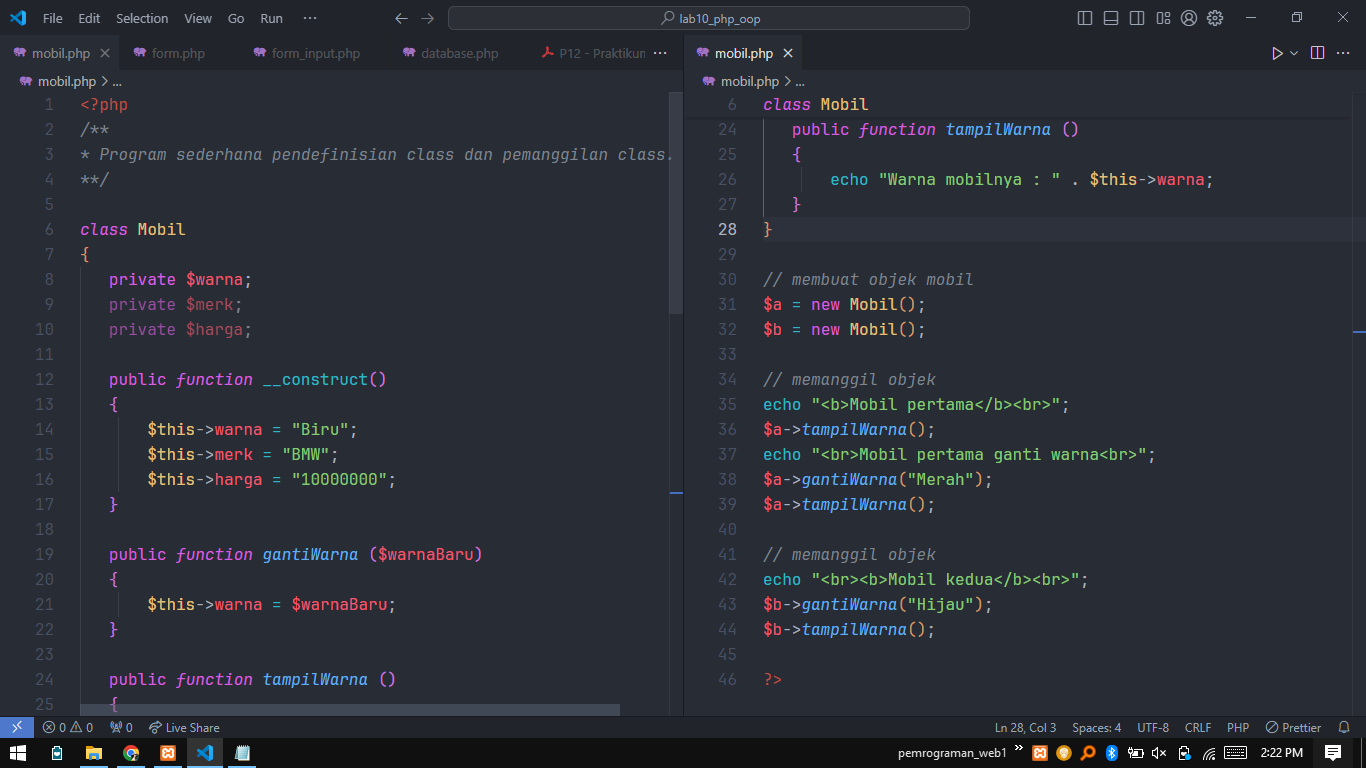 File Edit Selection View Go Run ··· lab10_php_oop
mobil.php form.php form_input.php database.php P12 - Praktikun ···
mobil.php > ...
1 <?php
2 /**
3 * Program sederhana pendefinisian class dan pemanggilan class.
4 **/
5
6 class Mobil
7 {
8 private $warna;
9 private $merk;
10 private $harga;
11
12 public function __construct()
13 {
14 $this->warna = "Biru";
15 $this->merk = "BMW";
16 $this->harga = "10000000";
17 }
18
19 public function gantiWarna ($warnaBaru)
20 {
21 $this->warna = $warnaBaru;
22 }
23
24 public function tampilWarna ()
25 {
mobil.php
mobil.php > ...
6 class Mobil
24 public function tampilWarna ()
25 {
26 echo "Warna mobilnya : " . $this->warna;
27 }
28 }
29
30 // membuat objek mobil
31 $a = new Mobil();
32 $b = new Mobil();
33
34 // memanggil objek
35 echo "<b>Mobil pertama</b><br>";
36 $a->tampilWarna();
37 echo "<br>Mobil pertama ganti warna<br>";
38 $a->gantiWarna("Merah");
39 $a->tampilWarna();
40
41 // memanggil objek
42 echo "<br><b>Mobil kedua</b><br>";
43 $b->gantiWarna("Hijau");
44 $b->tampilWarna();
45
46 ?>
0 0 0 Live Share Ln 28, Col 3 Spaces: 4 UTF-8 CRLF PHP Prettier
pemrograman_web1 2:22 PM